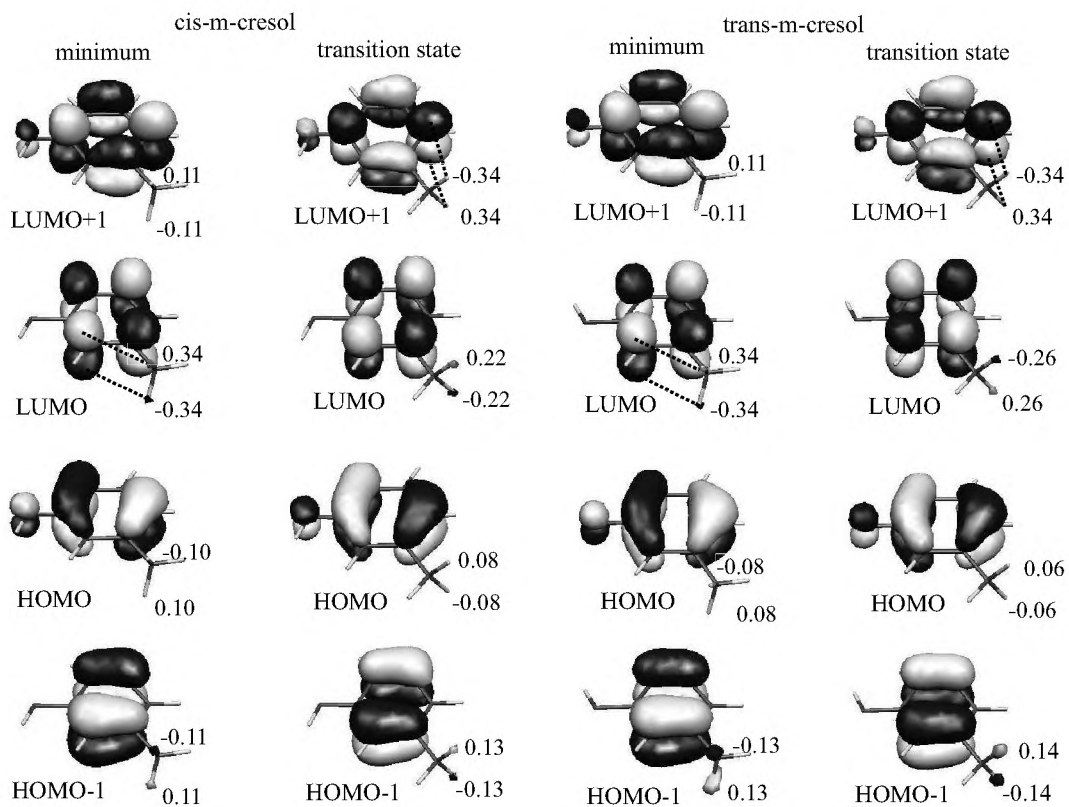 cis-m-cresol trans-m-cresol
minimum transition state minimum transition state
0.11 -0.34 0.11 -0.34
-0.11 0.34 -0.11 0.34
LUMO+1 LUMO+1 LUMO+1 LUMO+1
0.34 0.22 0.34 -0.26
-0.34 -0.22 -0.34 0.26
LUMO LUMO LUMO LUMO
-0.10 0.08 -0.08 0.06
0.10 -0.08 0.08 -0.06
HOMO HOMO HOMO HOMO
-0.11 0.13 -0.13 0.14
0.11 -0.13 0.13 -0.14
HOMO-1 HOMO-1 HOMO-1 HOMO-1